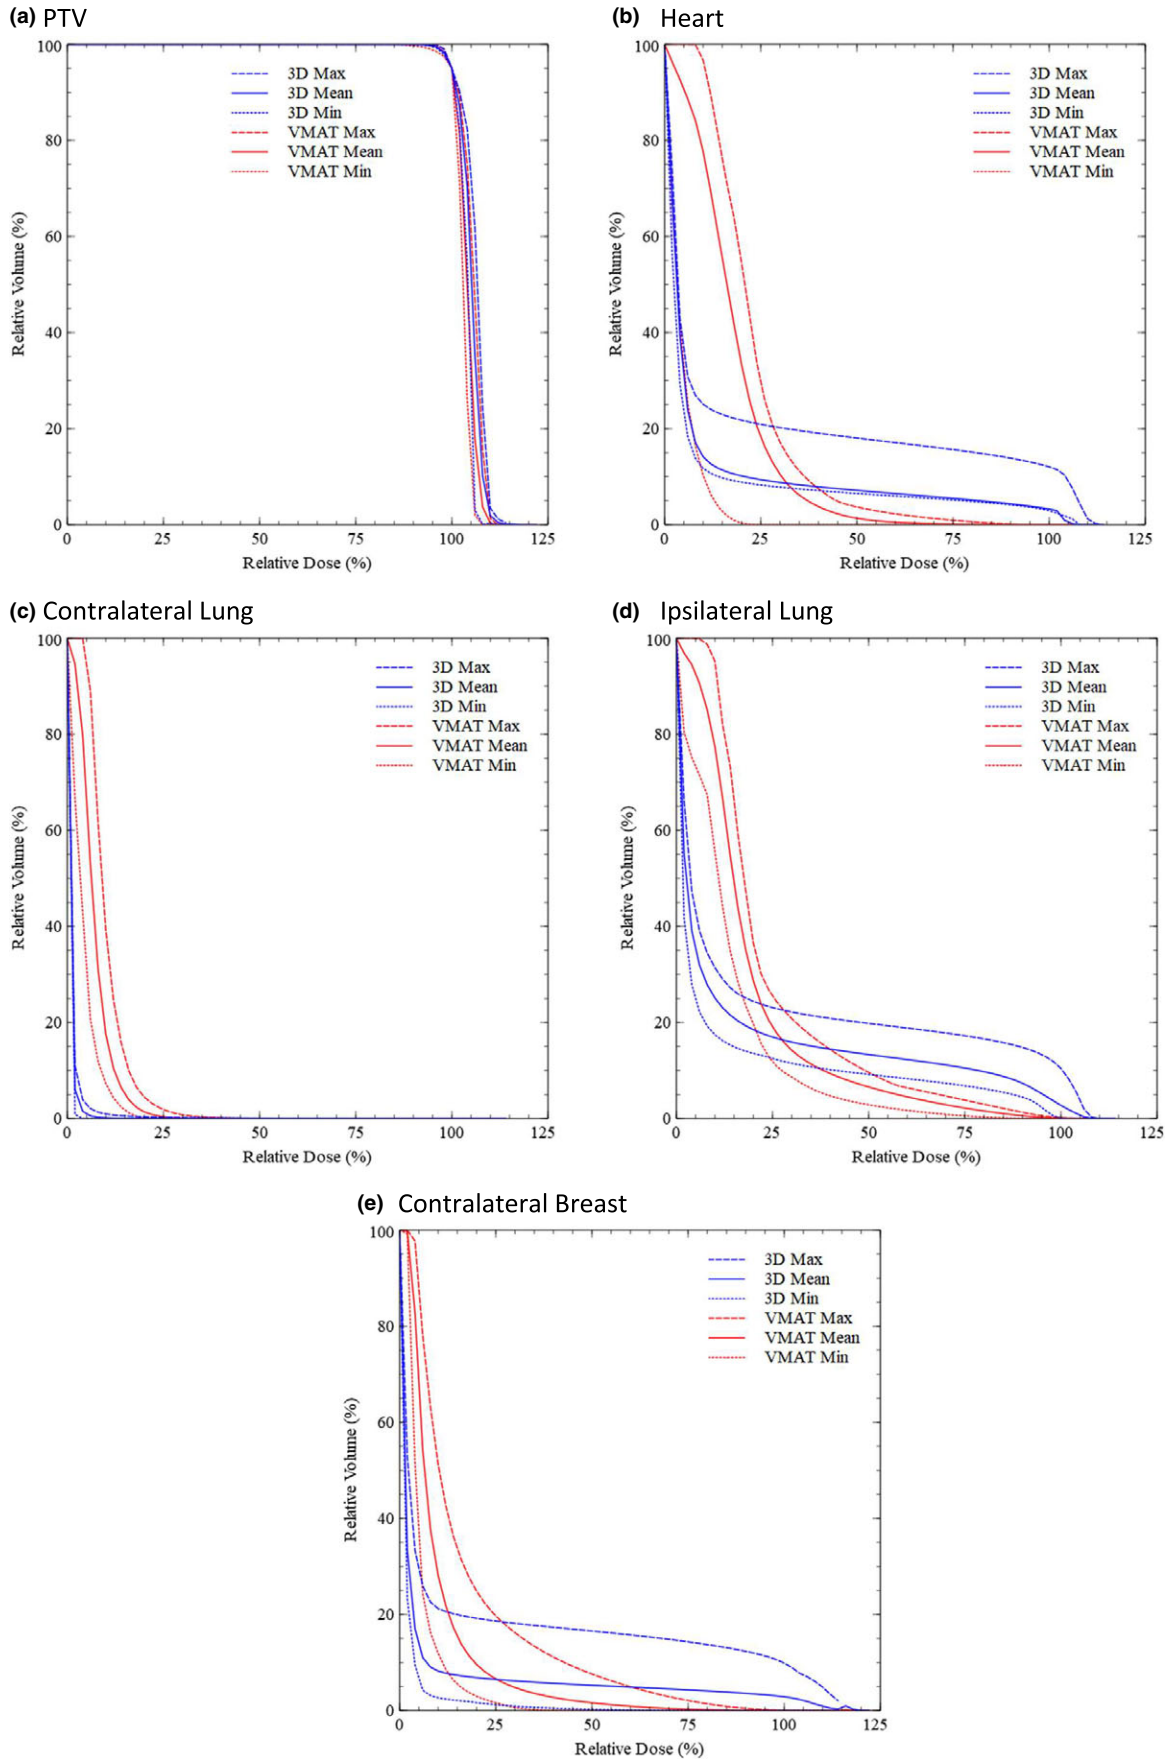 (a) PTV
100
80
60
40
20
0
0 25 50 75 100 125
Relative Volume (%)
Relative Dose (%)
3D Max
3D Mean
3D Min
VMAT Max
VMAT Mean
VMAT Min
(b) Heart
100
80
60
40
20
0
0 25 50 75 100 125
Relative Volume (%)
Relative Dose (%)
3D Max
3D Mean
3D Min
VMAT Max
VMAT Mean
VMAT Min
(c) Contralateral Lung
100
80
60
40
20
0
0 25 50 75 100 125
Relative Volume (%)
Relative Dose (%)
3D Max
3D Mean
3D Min
VMAT Max
VMAT Mean
VMAT Min
(d) Ipsilateral Lung
100
80
60
40
20
0
0 25 50 75 100 125
Relative Volume (%)
Relative Dose (%)
3D Max
3D Mean
3D Min
VMAT Max
VMAT Mean
VMAT Min
(e) Contralateral Breast
100
80
60
40
20
0
0 25 50 75 100 125
Relative Volume (%)
Relative Dose (%)
3D Max
3D Mean
3D Min
VMAT Max
VMAT Mean
VMAT Min